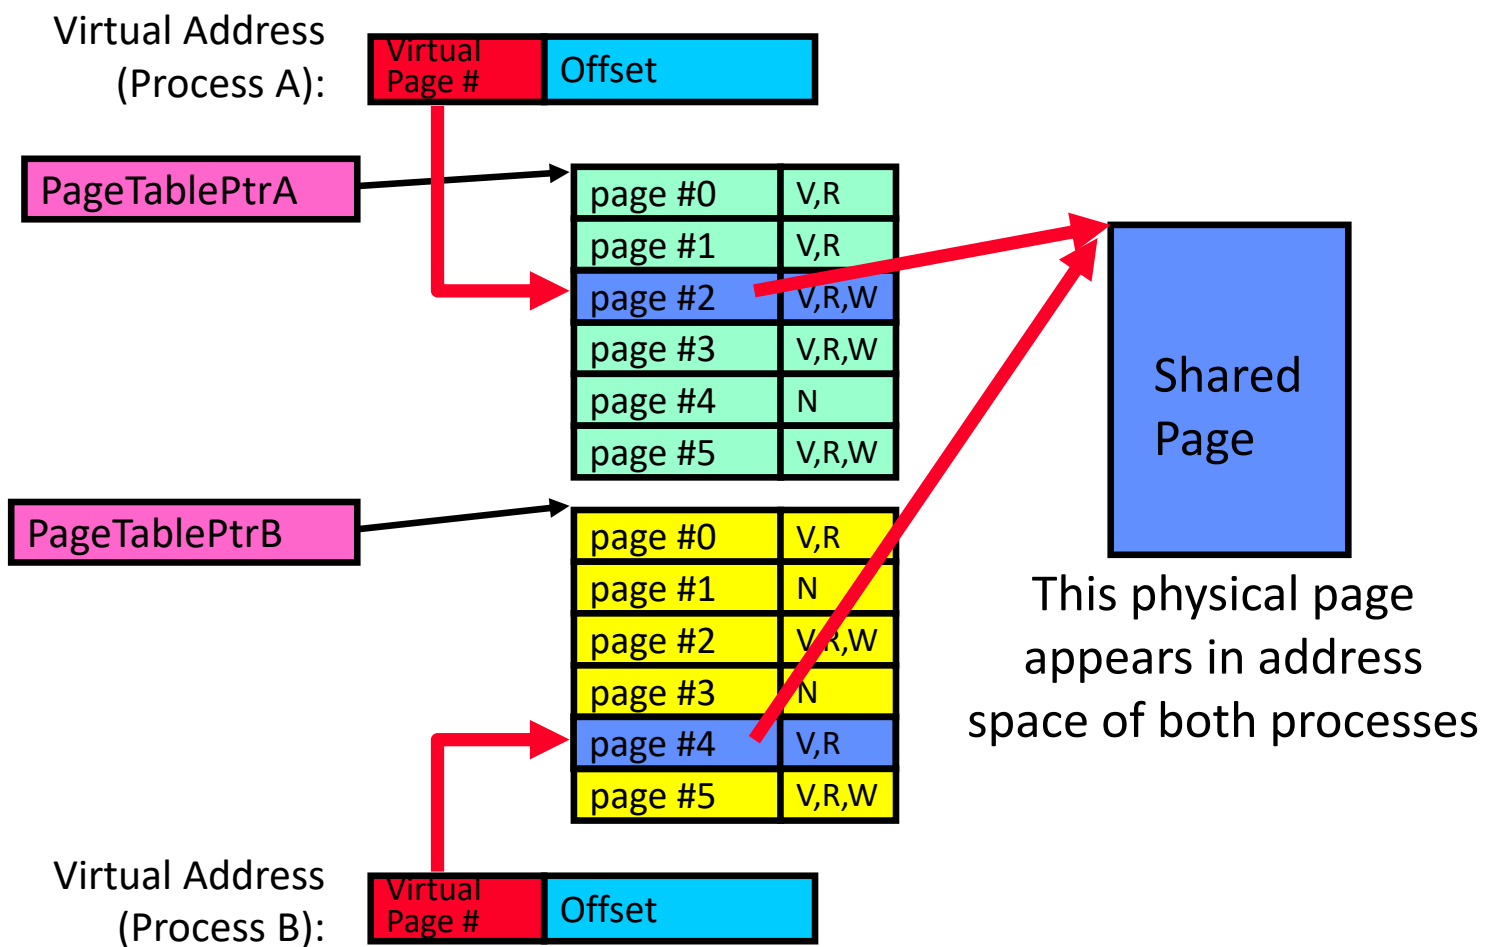 Virtual Address
(Process A):
Virtual
Page #
Offset
PageTablePtrA
page #0 V,R
page #1 V,R
page #2 V,R,W
page #3 V,R,W
page #4 N
page #5 V,R,W
Shared
Page
This physical page
appears in address
space of both processes
PageTablePtrB
page #0 V,R
page #1 N
page #2 V,R,W
page #3 N
page #4 V,R
page #5 V,R,W
Virtual Address
(Process B):
Virtual
Page #
Offset